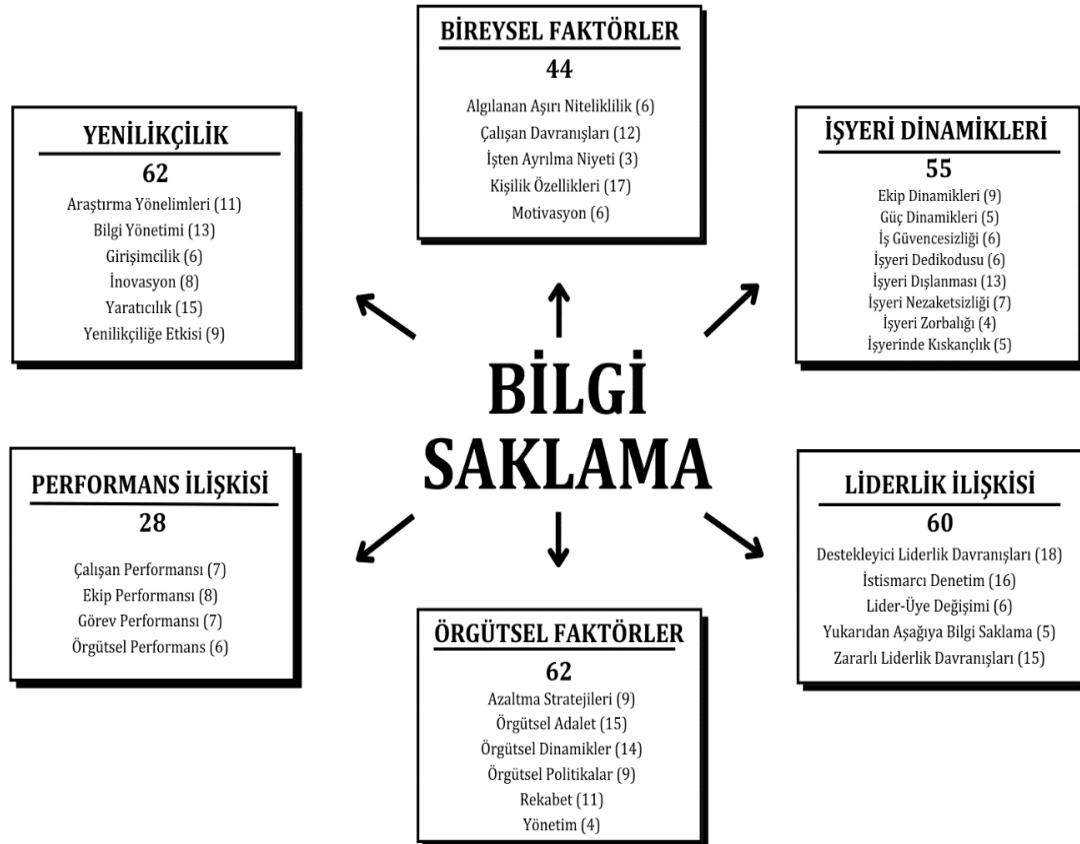 BİREYSEL FAKTÖRLER
44
Algılanan Aşırı Niteliklilik (6)
Çalışan Davranışları (12)
İşten Ayrılma Niyeti (3)
Kişilik Özellikleri (17)
Motivasyon (6)
YENİLİKÇİLİK
62
Araştırma Yönelimleri (11)
Bilgi Yönetimi (13)
Girişimcilik (6)
İnovasyon (8)
Yaratıcılık (15)
Yenilikçiliğe Etkisi (9)
İŞYERİ DİNAMİKLERİ
55
Ekip Dinamikleri (9)
Güç Dinamikleri (5)
İş Güvencesizliği (6)
İşyeri Dedikodusu (6)
İşyeri Dışlanması (13)
İşyeri Nezaketsizliği (7)
İşyeri Zorbalığı (4)
İşyerinde Kıskançlık (5)
BİLGİ
SAKLAMA
PERFORMANS İLİŞKİSİ
28
Çalışan Performansı (7)
Ekip Performansı (8)
Görev Performansı (7)
Örgütsel Performans (6)
LİDERLİK İLİŞKİSİ
60
Destekleyici Liderlik Davranışları (18)
İstismarcı Denetim (16)
Lider-Üye Değişimi (6)
Yukarıdan Aşağıya Bilgi Saklama (5)
Zararlı Liderlik Davranışları (15)
ÖRGÜTSEL FAKTÖRLER
62
Azaltma Stratejileri (9)
Örgütsel Adalet (15)
Örgütsel Dinamikler (14)
Örgütsel Politikalar (9)
Rekabet (11)
Yönetim (4)